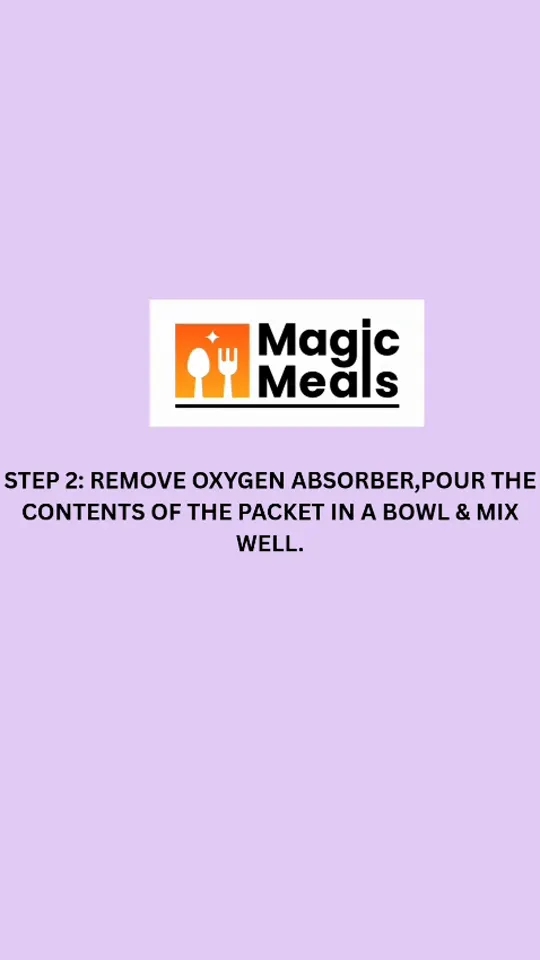 Magic
Meals
STEP 2: REMOVE OXYGEN ABSORBER,POUR THE
CONTENTS OF THE PACKET IN A BOWL & MIX
WELL.